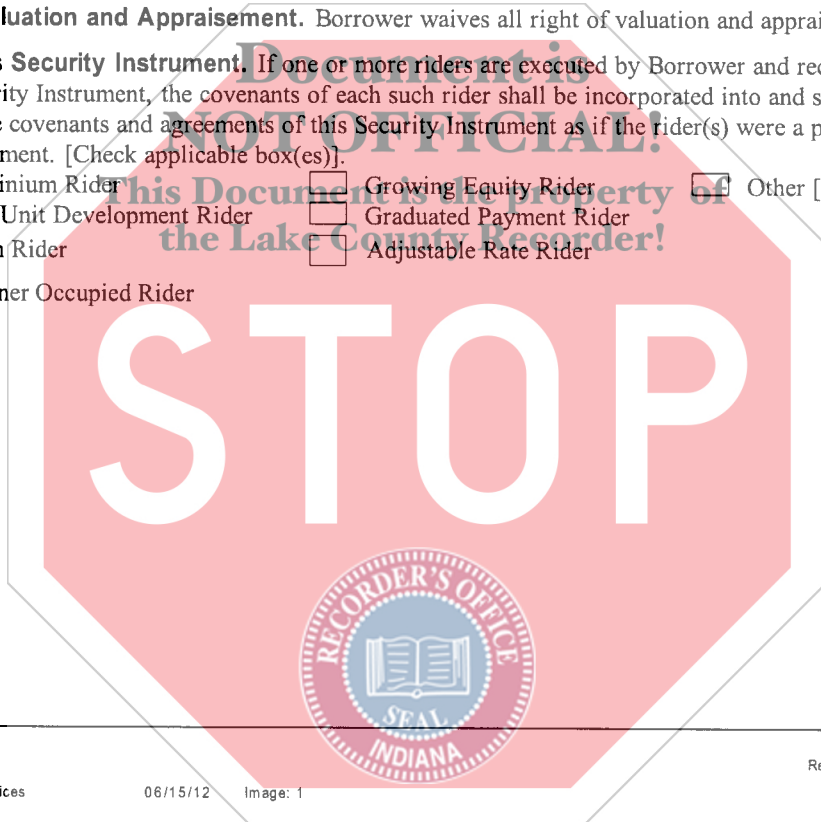 luation and Appraisement. Borrower waives all right of valuation and apprai
s Security Instrument. If one or more riders are executed by Borrower and rec
rity Instrument, the covenants of each such rider shall be incorporated into and s
e covenants and agreements of this Security Instrument as if the rider(s) were a p
ment. [Check applicable box(es)].
inium Rider Growing Equity Rider Other [
Unit Development Rider Graduated Payment Rider
n Rider Adjustable Rate Rider
ner Occupied Rider
Document is
NOT OFFICIAL!
This Document is the property of
the Lake County Recorder!
STOP
RECORDER'S OFFICE
SEAL
INDIANA
Re
ices 06/15/12 Image: 1